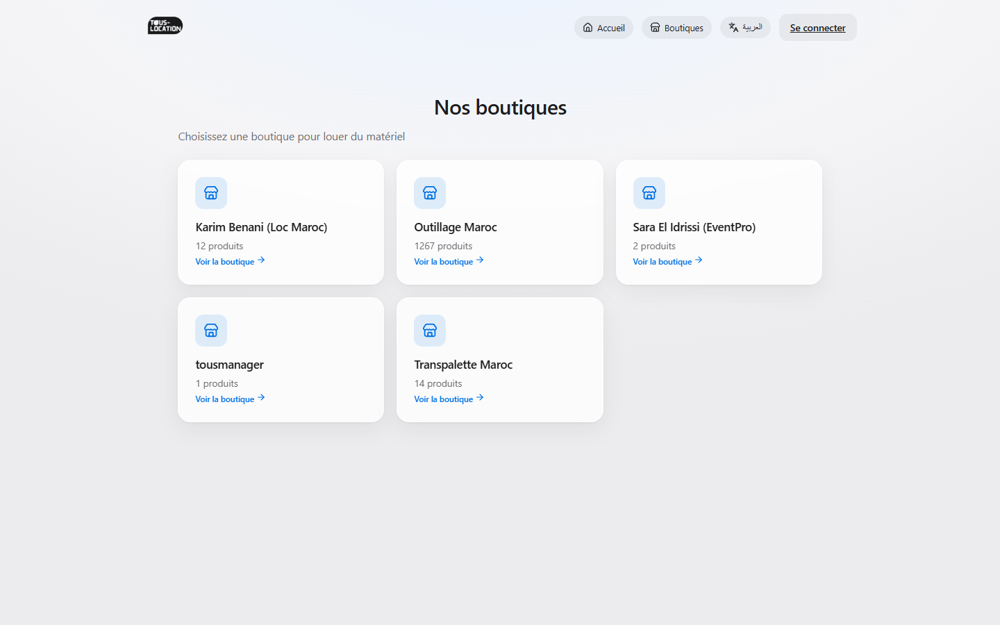 TOUS-
LOCATION
Accueil
Boutiques
العربية
Se connecter
Nos boutiques
Choisissez une boutique pour louer du matériel
Karim Benani (Loc Maroc)
12 produits
Voir la boutique →
Outillage Maroc
1267 produits
Voir la boutique →
Sara El Idrissi (EventPro)
2 produits
Voir la boutique →
tousmanager
1 produits
Voir la boutique →
Transpalette Maroc
14 produits
Voir la boutique →